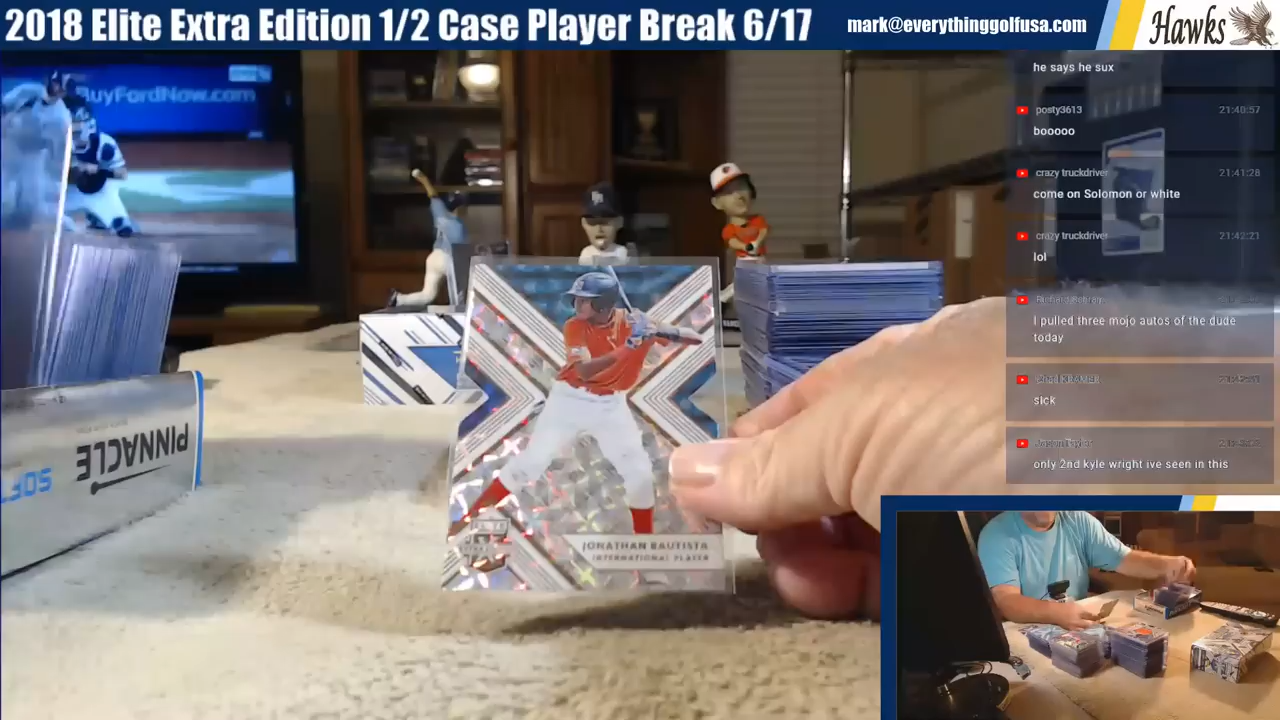 2018 Elite Extra Edition 1/2 Case Player Break 6/17
mark@everythinggolfusa.com
Hawks
BuyFordNow.com
he says he sux
posty3613 21:40:57
booooo
crazy truckdriver 21:41:28
come on Solomon or white
crazy truckdriver 21:42:21
lol
I pulled three mojo autos of the dude
today
sick
only 2nd kyle wright ive seen in this
PINNACLE
JONATHAN BAUTISTA
INTERNATIONAL PLAYER